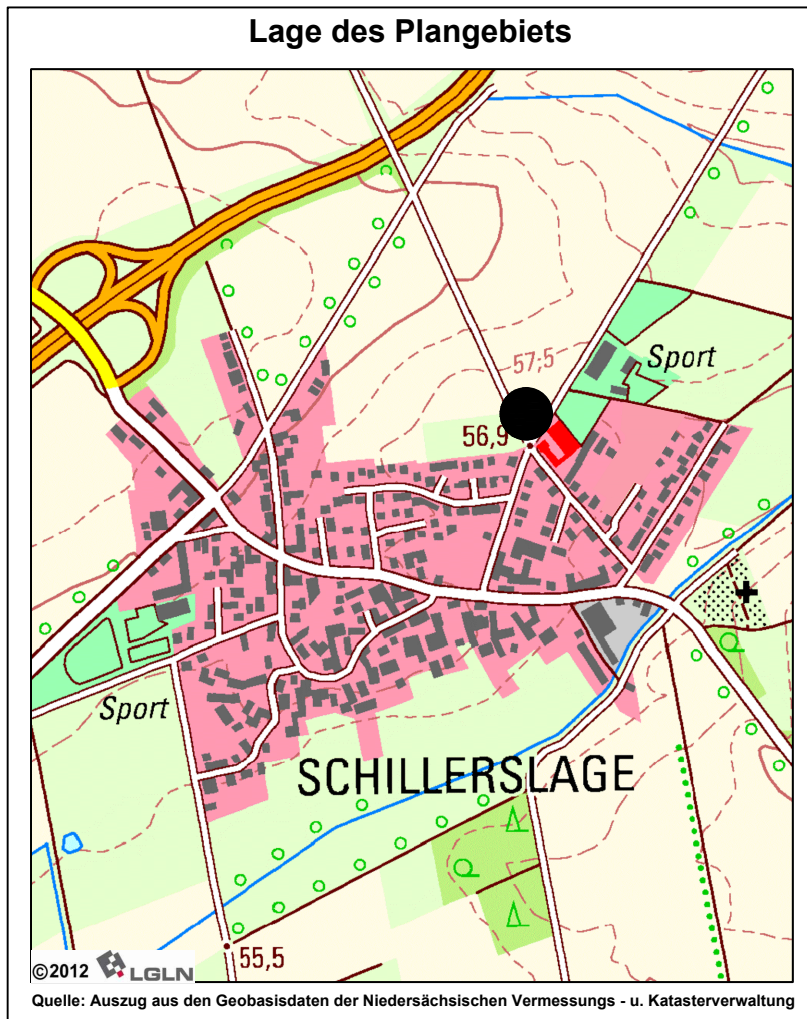 Lage des Plangebiets
57,5
Sport
56,9
Sport
SCHILLERSLAGE
55,5
©2012 LGLN
Quelle: Auszug aus den Geobasisdaten der Niedersächsischen Vermessungs - u. Katasterverwaltung